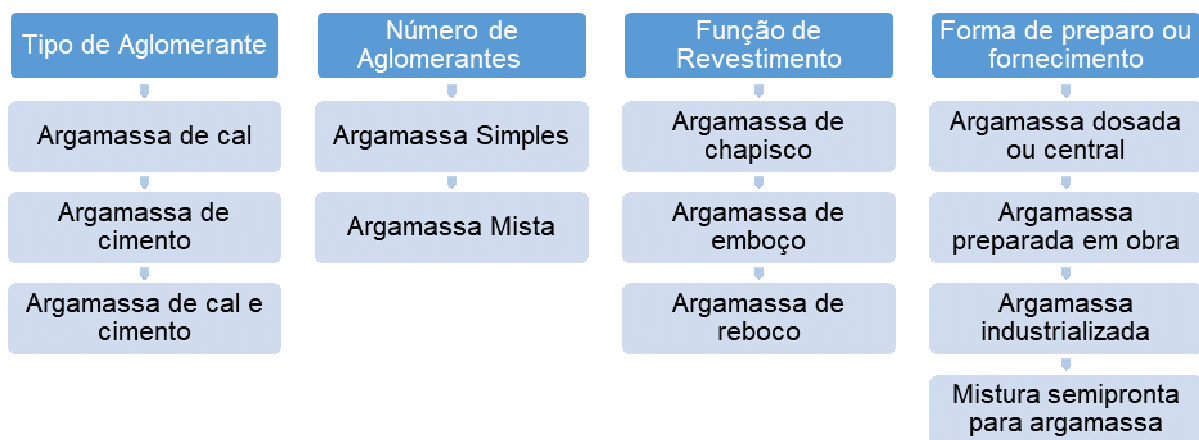 Tipo de Aglomerante
Argamassa de cal
Argamassa de
cimento
Argamassa de cal e
cimento
Número de
Aglomerantes
Argamassa Simples
Argamassa Mista
Função de
Revestimento
Argamassa de
chapisco
Argamassa de
emboço
Argamassa de
reboco
Forma de preparo ou
fornecimento
Argamassa dosada
ou central
Argamassa
preparada em obra
Argamassa
industrializada
Mistura semipronta
para argamassa